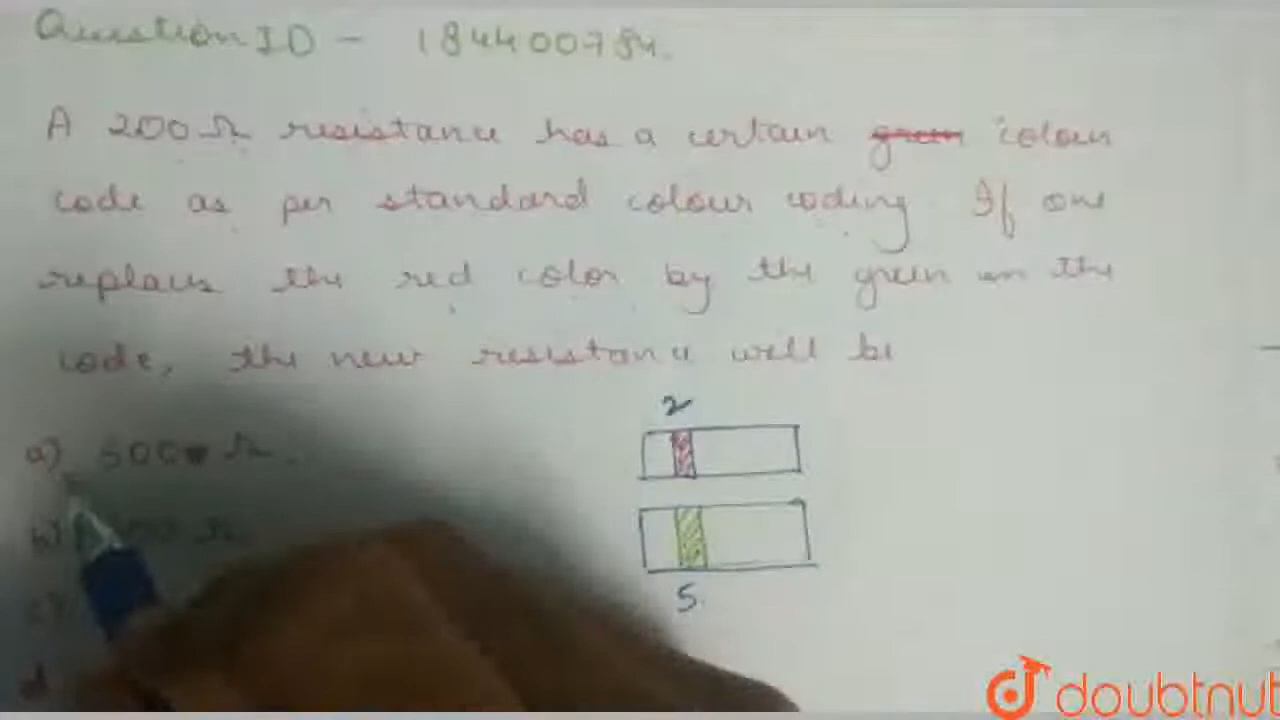 Question ID - 184400784.
A 200 Ω resistance has a certain green colour
code as per standard colour coding. If one
replaces the red color by the green in the
code, the new resistance will be
a) 500 Ω.
b) Ω
c)
d
2
5.
doubtnut